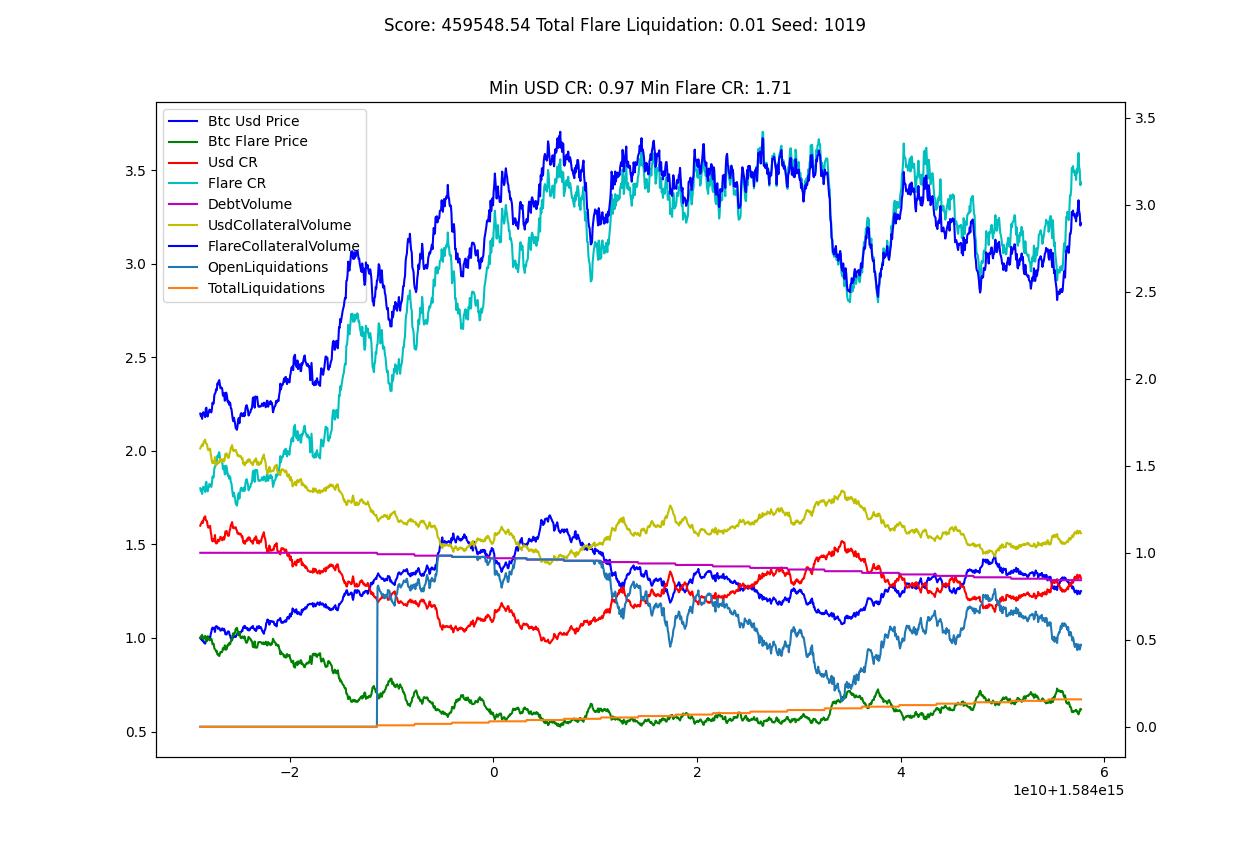 Score: 459548.54 Total Flare Liquidation: 0.01 Seed: 1019
Min USD CR: 0.97 Min Flare CR: 1.71
Btc Usd Price
Btc Flare Price
Usd CR
Flare CR
DebtVolume
UsdCollateralVolume
FlareCollateralVolume
OpenLiquidations
TotalLiquidations
3.5
3.0
2.5
2.0
1.5
1.0
0.5
3.5
3.0
2.5
2.0
1.5
1.0
0.5
0.0
−2 0 2 4 6
1e10+1.584e15